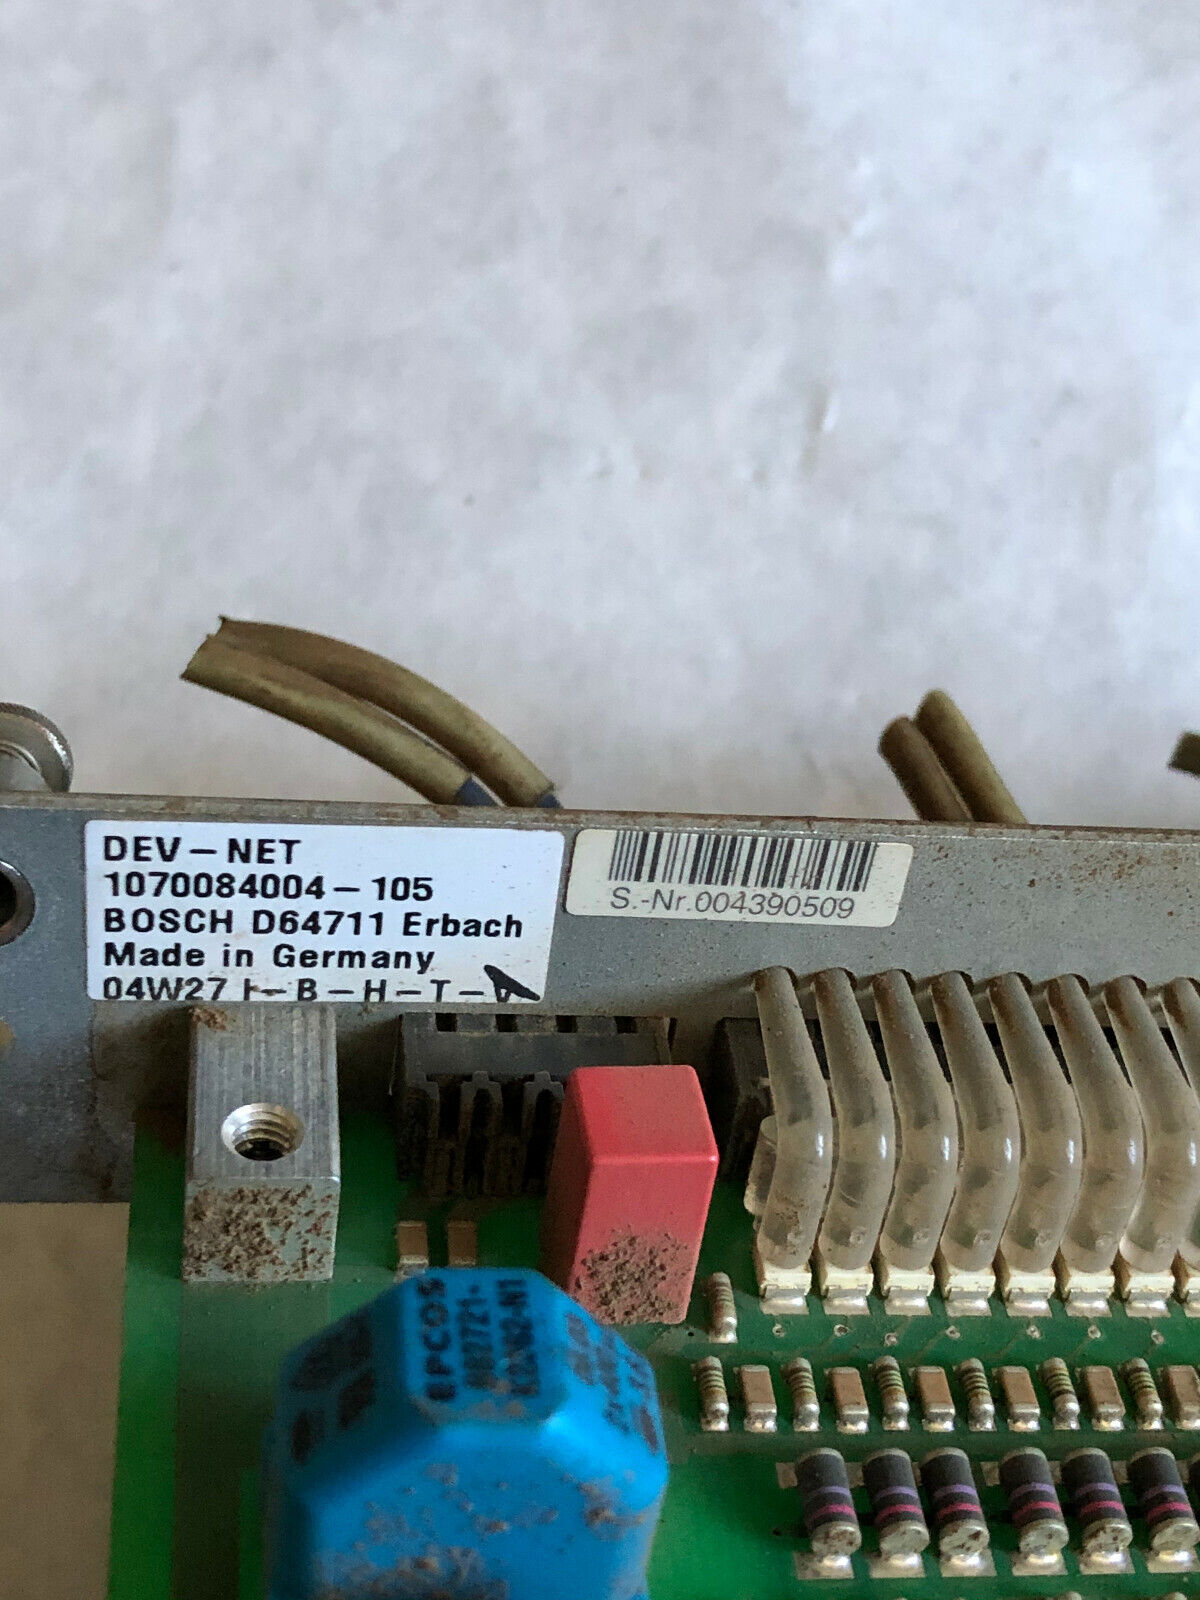 DEV-NET
1070084004-105
BOSCH D64711 Erbach
Made in Germany
04W27 I-B-H-T-
S.-Nr.004390509
EPCOS